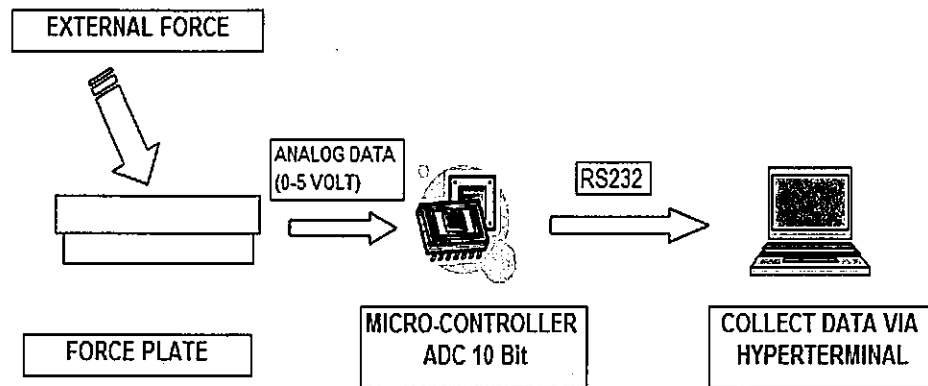 EXTERNAL FORCE
ANALOG DATA
(0-5 VOLT)
RS232
FORCE PLATE
MICRO-CONTROLLER
ADC 10 Bit
COLLECT DATA VIA
HYPERTERMINAL